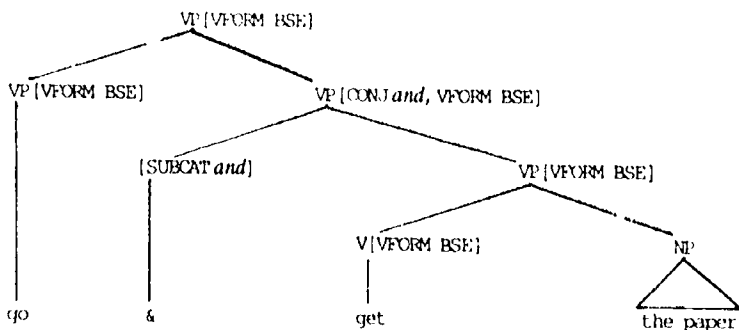 VP[VFORM BSE]
VP[VFORM BSE] VP[CONJ and, VFORM BSE]
[SUBCAT and] VP[VFORM BSE]
V[VFORM BSE] NP
go & get the paper